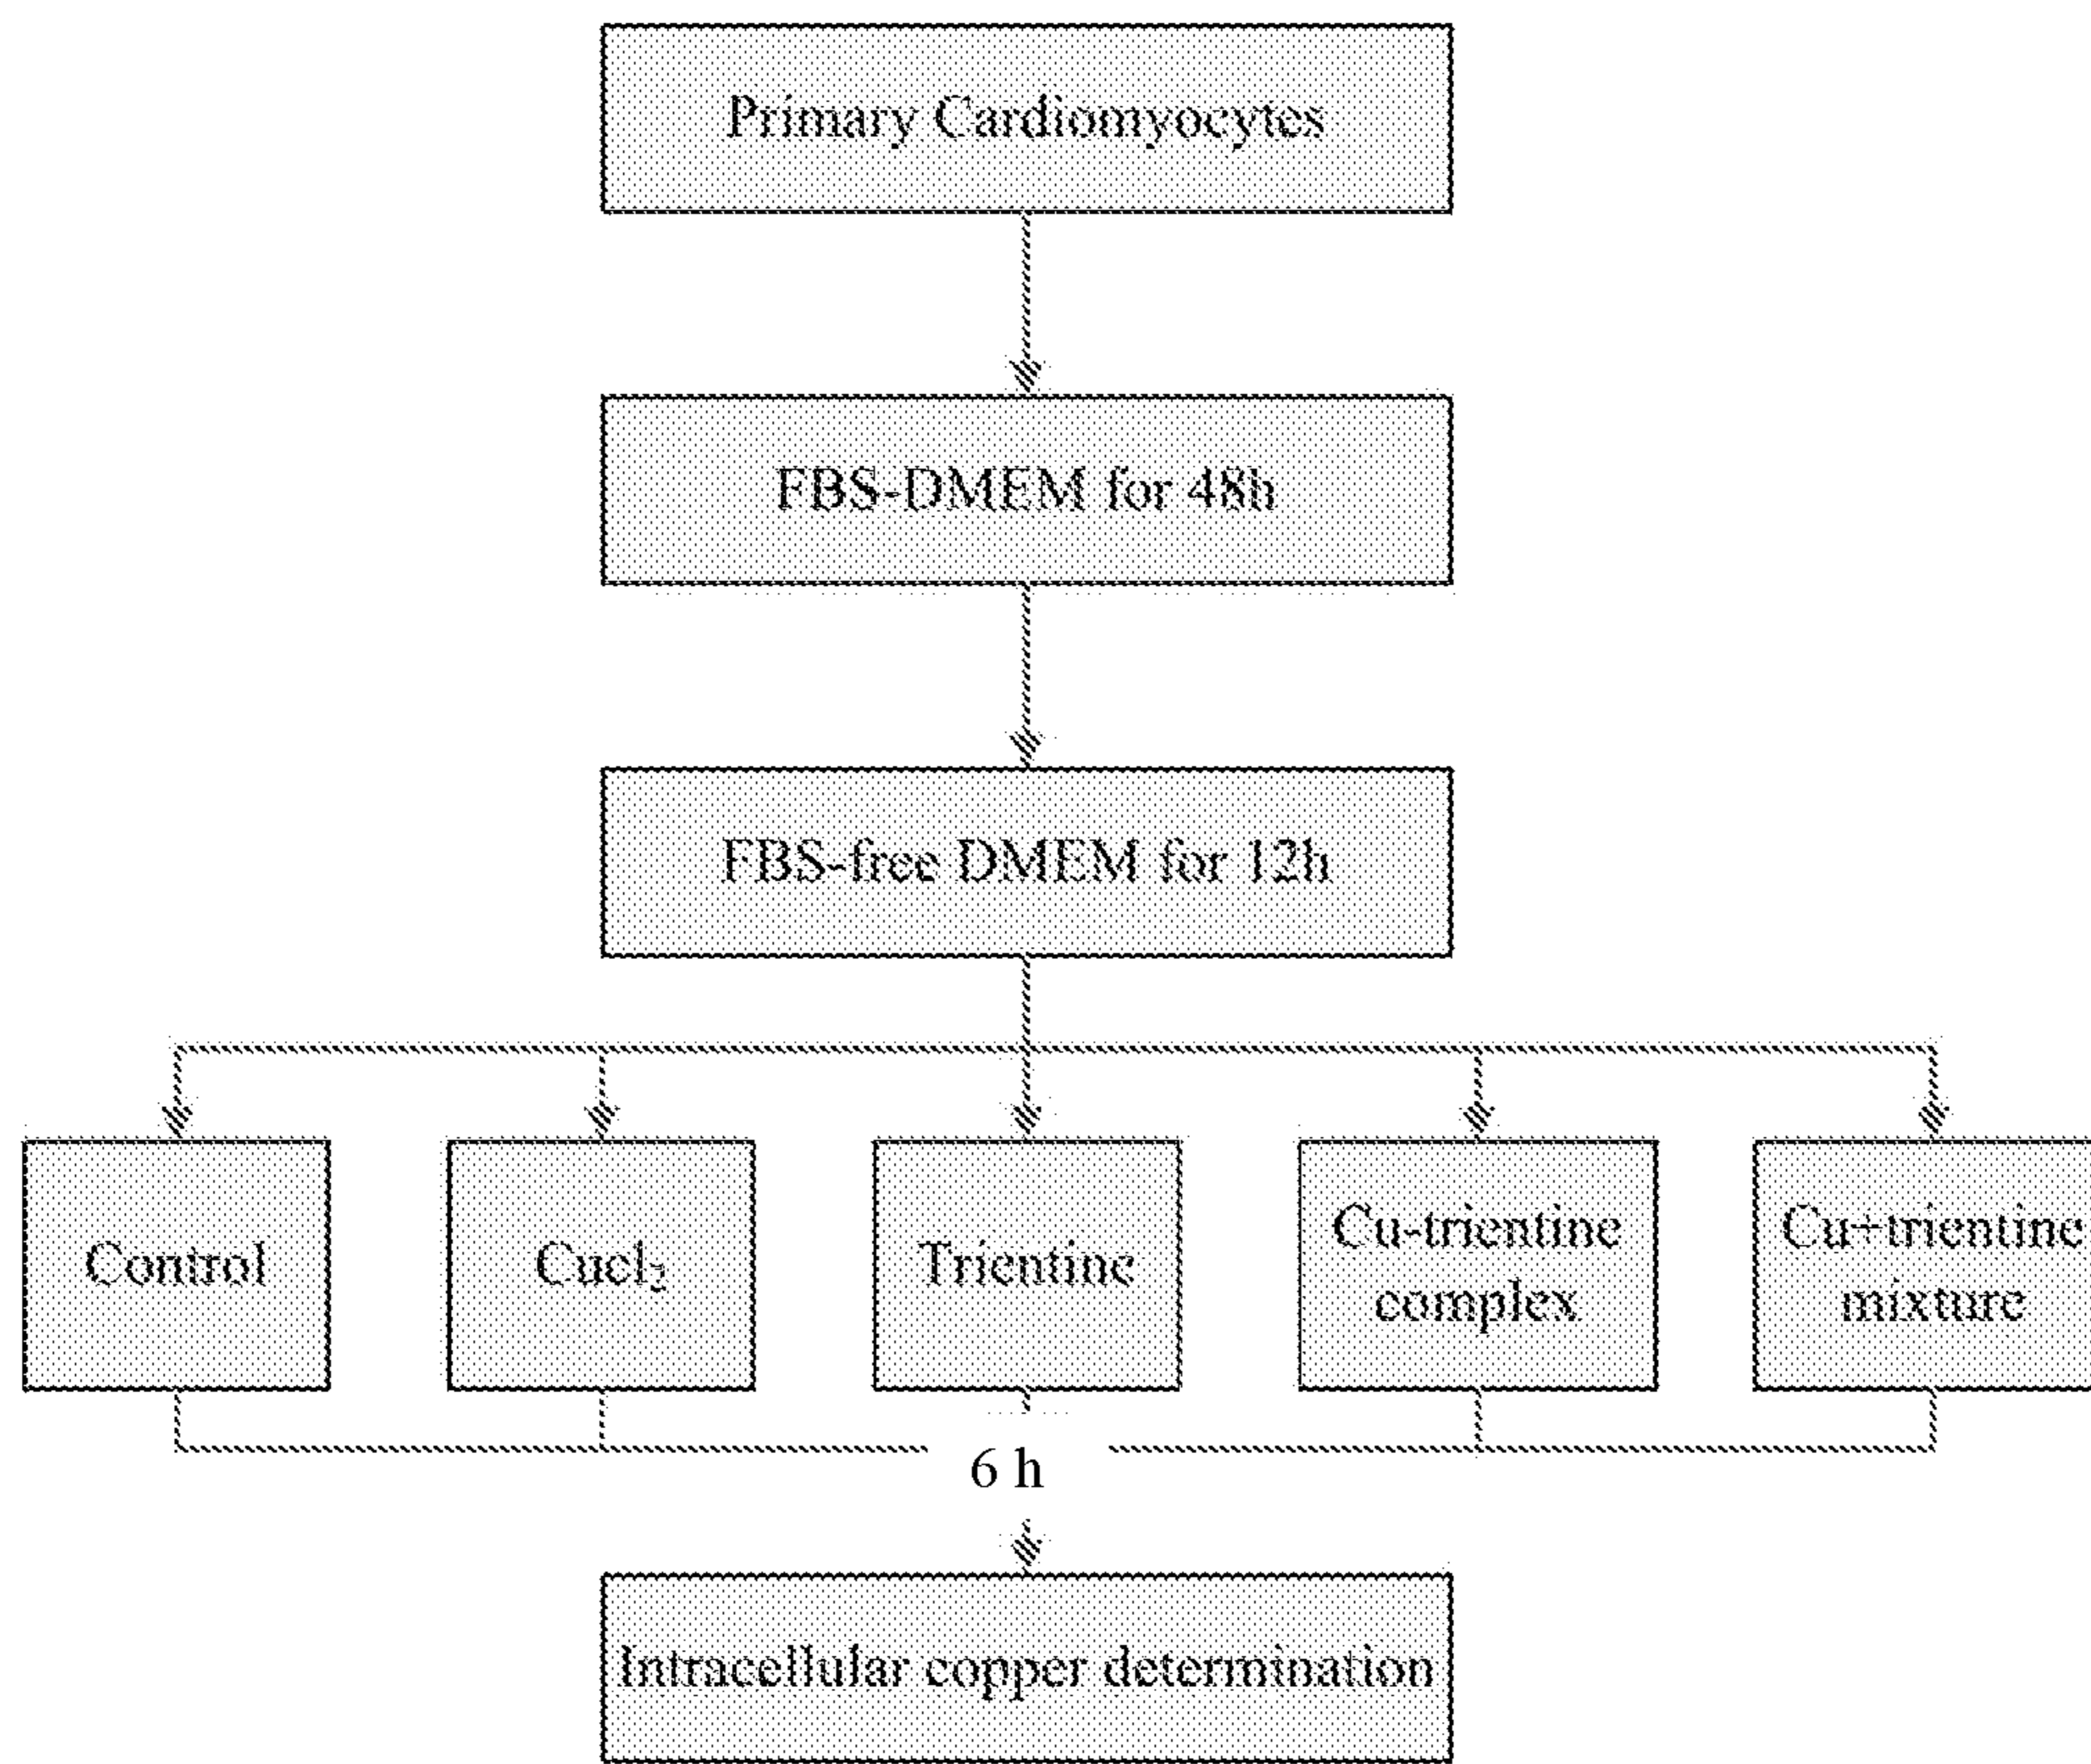 Primary Cardiomyocytes
FBS-DMEM for 48h
FBS-free DMEM for 12h
Control
Cucl₂
Trientine
Cu-trientine
complex
Cu+trientine
mixture
6 h
Intracellular copper determination